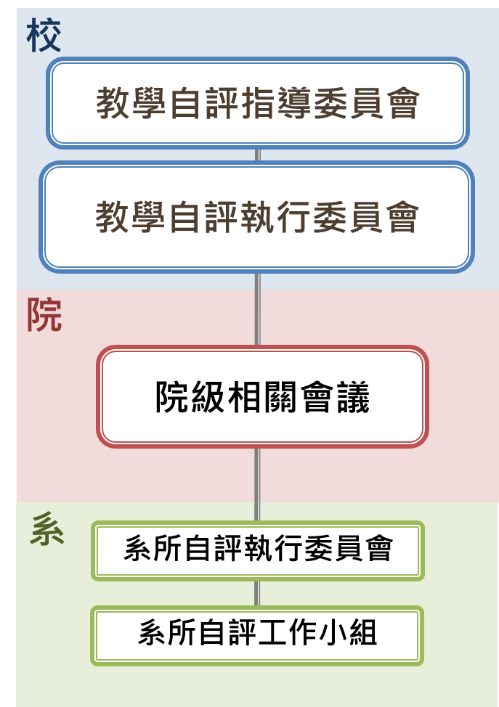 校
教學自評指導委員會
教學自評執行委員會
院
院級相關會議
系
系所自評執行委員會
系所自評工作小組